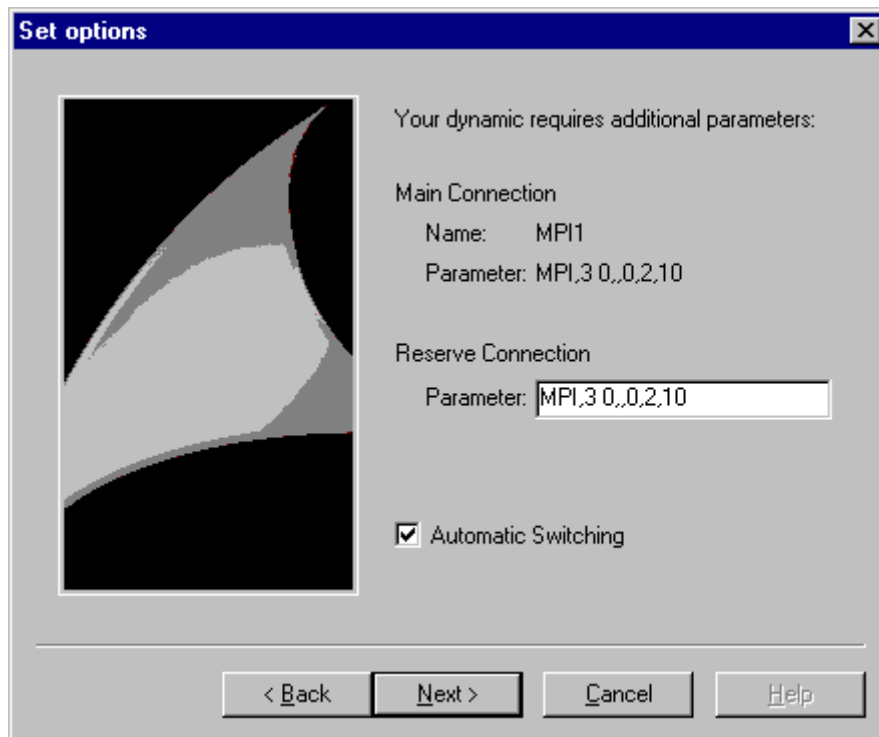 Set options
Your dynamic requires additional parameters:
Main Connection
Name: MPI1
Parameter: MPI,3 0,,0,2,10
Reserve Connection
Parameter: MPI,3 0,,0,2,10
Automatic Switching
< Back
Next >
Cancel
Help